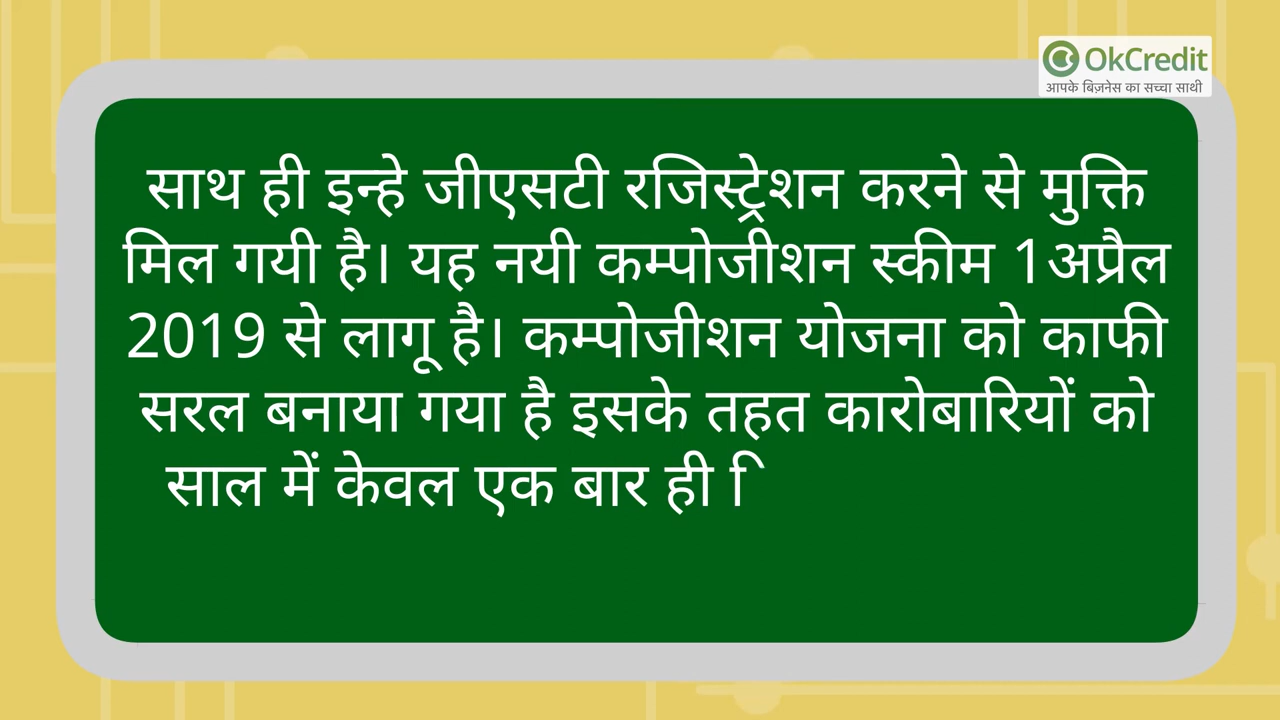 OkCredit
आपके बिज़नेस का सच्चा साथी
साथ ही इन्हे जीएसटी रजिस्ट्रेशन करने से मुक्ति
मिल गयी है। यह नयी कम्पोजीशन स्कीम 1अप्रैल
2019 से लागू है। कम्पोजीशन योजना को काफी
सरल बनाया गया है इसके तहत कारोबारियों को
साल में केवल एक बार ही